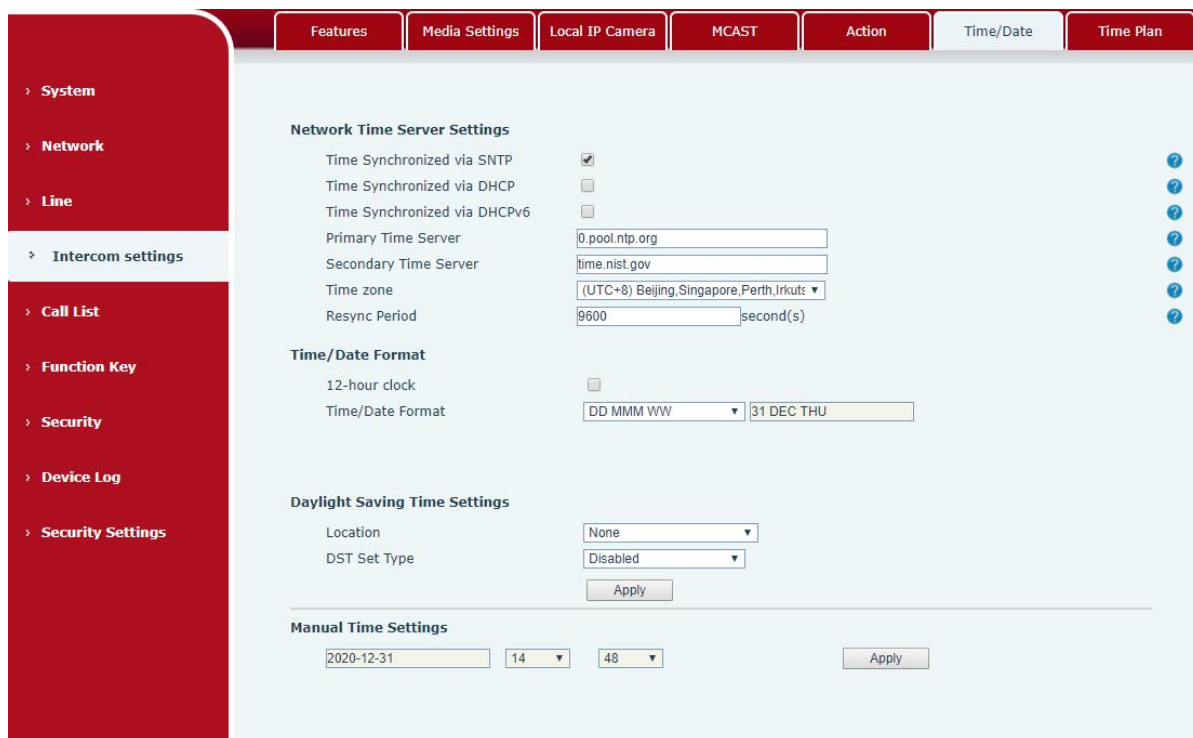 Features Media Settings Local IP Camera MCAST Action Time/Date Time Plan
› System
› Network
› Line
› Intercom settings
› Call List
› Function Key
› Security
› Device Log
› Security Settings
Network Time Server Settings
Time Synchronized via SNTP
Time Synchronized via DHCP
Time Synchronized via DHCPv6
Primary Time Server 0.pool.ntp.org
Secondary Time Server time.nist.gov
Time zone (UTC+8) Beijing,Singapore,Perth,Irkuts
Resync Period 9600 second(s)
Time/Date Format
12-hour clock
Time/Date Format DD MMM WW 31 DEC THU
Daylight Saving Time Settings
Location None
DST Set Type Disabled
Apply
Manual Time Settings
2020-12-31 14 48 Apply